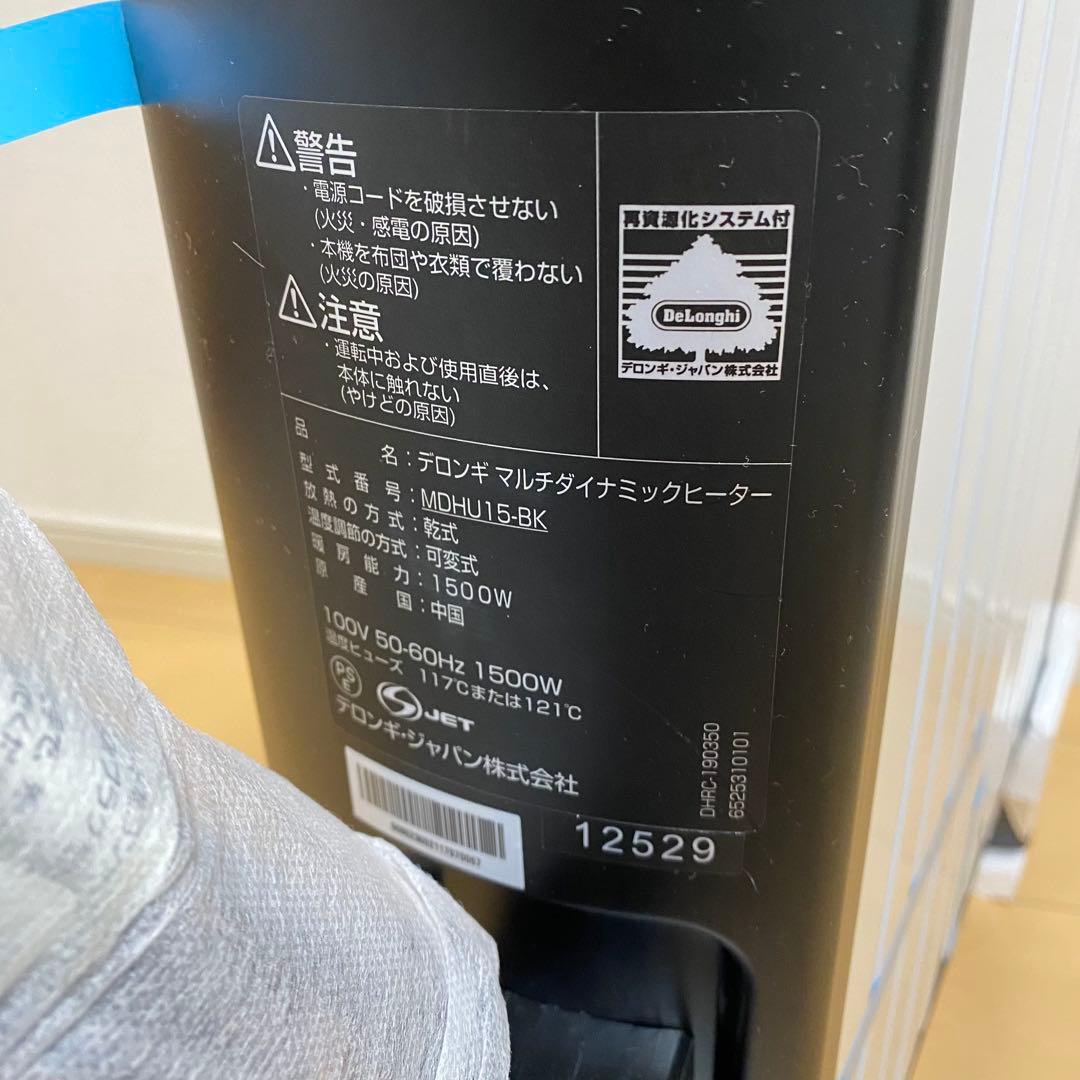 警告
・電源コードを破損させない
(火災・感電の原因)
・本機を布団や衣類で覆わない
(火災の原因)
注意
・運転中および使用直後は、
本体に触れない
(やけどの原因)
再資源化システム付
DeLonghi
デロンギ・ジャパン株式会社
品名:デロンギ マルチダイナミックヒーター
型式番号:MDHU15-BK
放熱の方式:乾式
温度調節の方式:可変式
暖房能力:1500W
原産国:中国
100V 50-60Hz 1500W
温度ヒューズ 117℃または121℃
PSE
JET
デロンギ・ジャパン株式会社
DHRC-190350
6525310101
12529